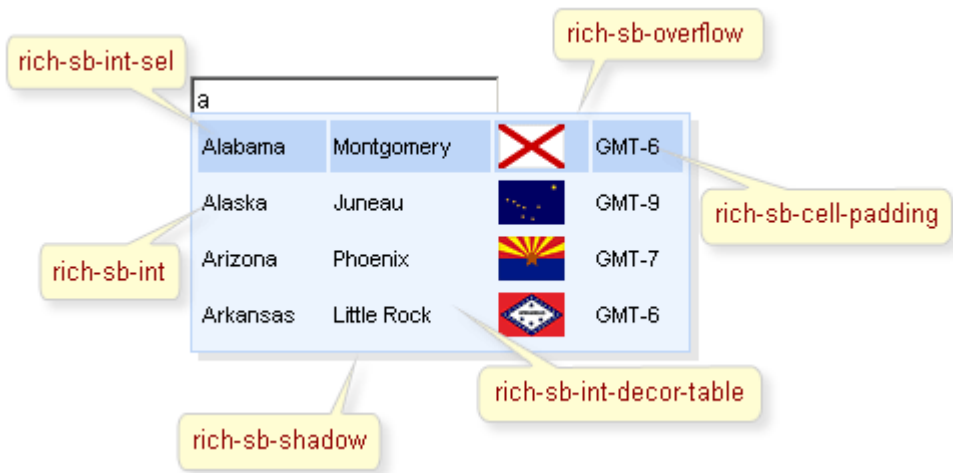 rich-sb-overflow
rich-sb-int-sel
a
Alabama Montgomery GMT-6
Alaska Juneau GMT-9
rich-sb-cell-padding
rich-sb-int
Arizona Phoenix GMT-7
Arkansas Little Rock GMT-6
rich-sb-int-decor-table
rich-sb-shadow